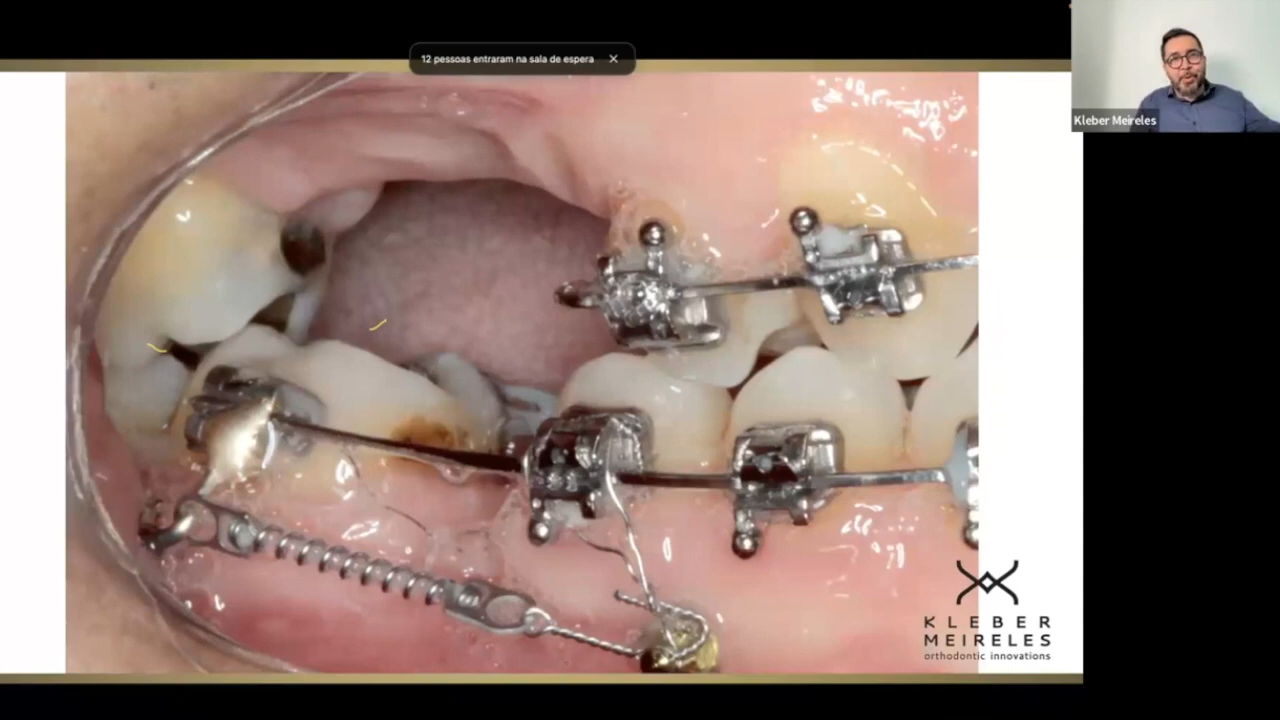 12 pessoas entraram na sala de espera
Kleber Meireles
KLEBER
MEIRELES
orthodontic innovations